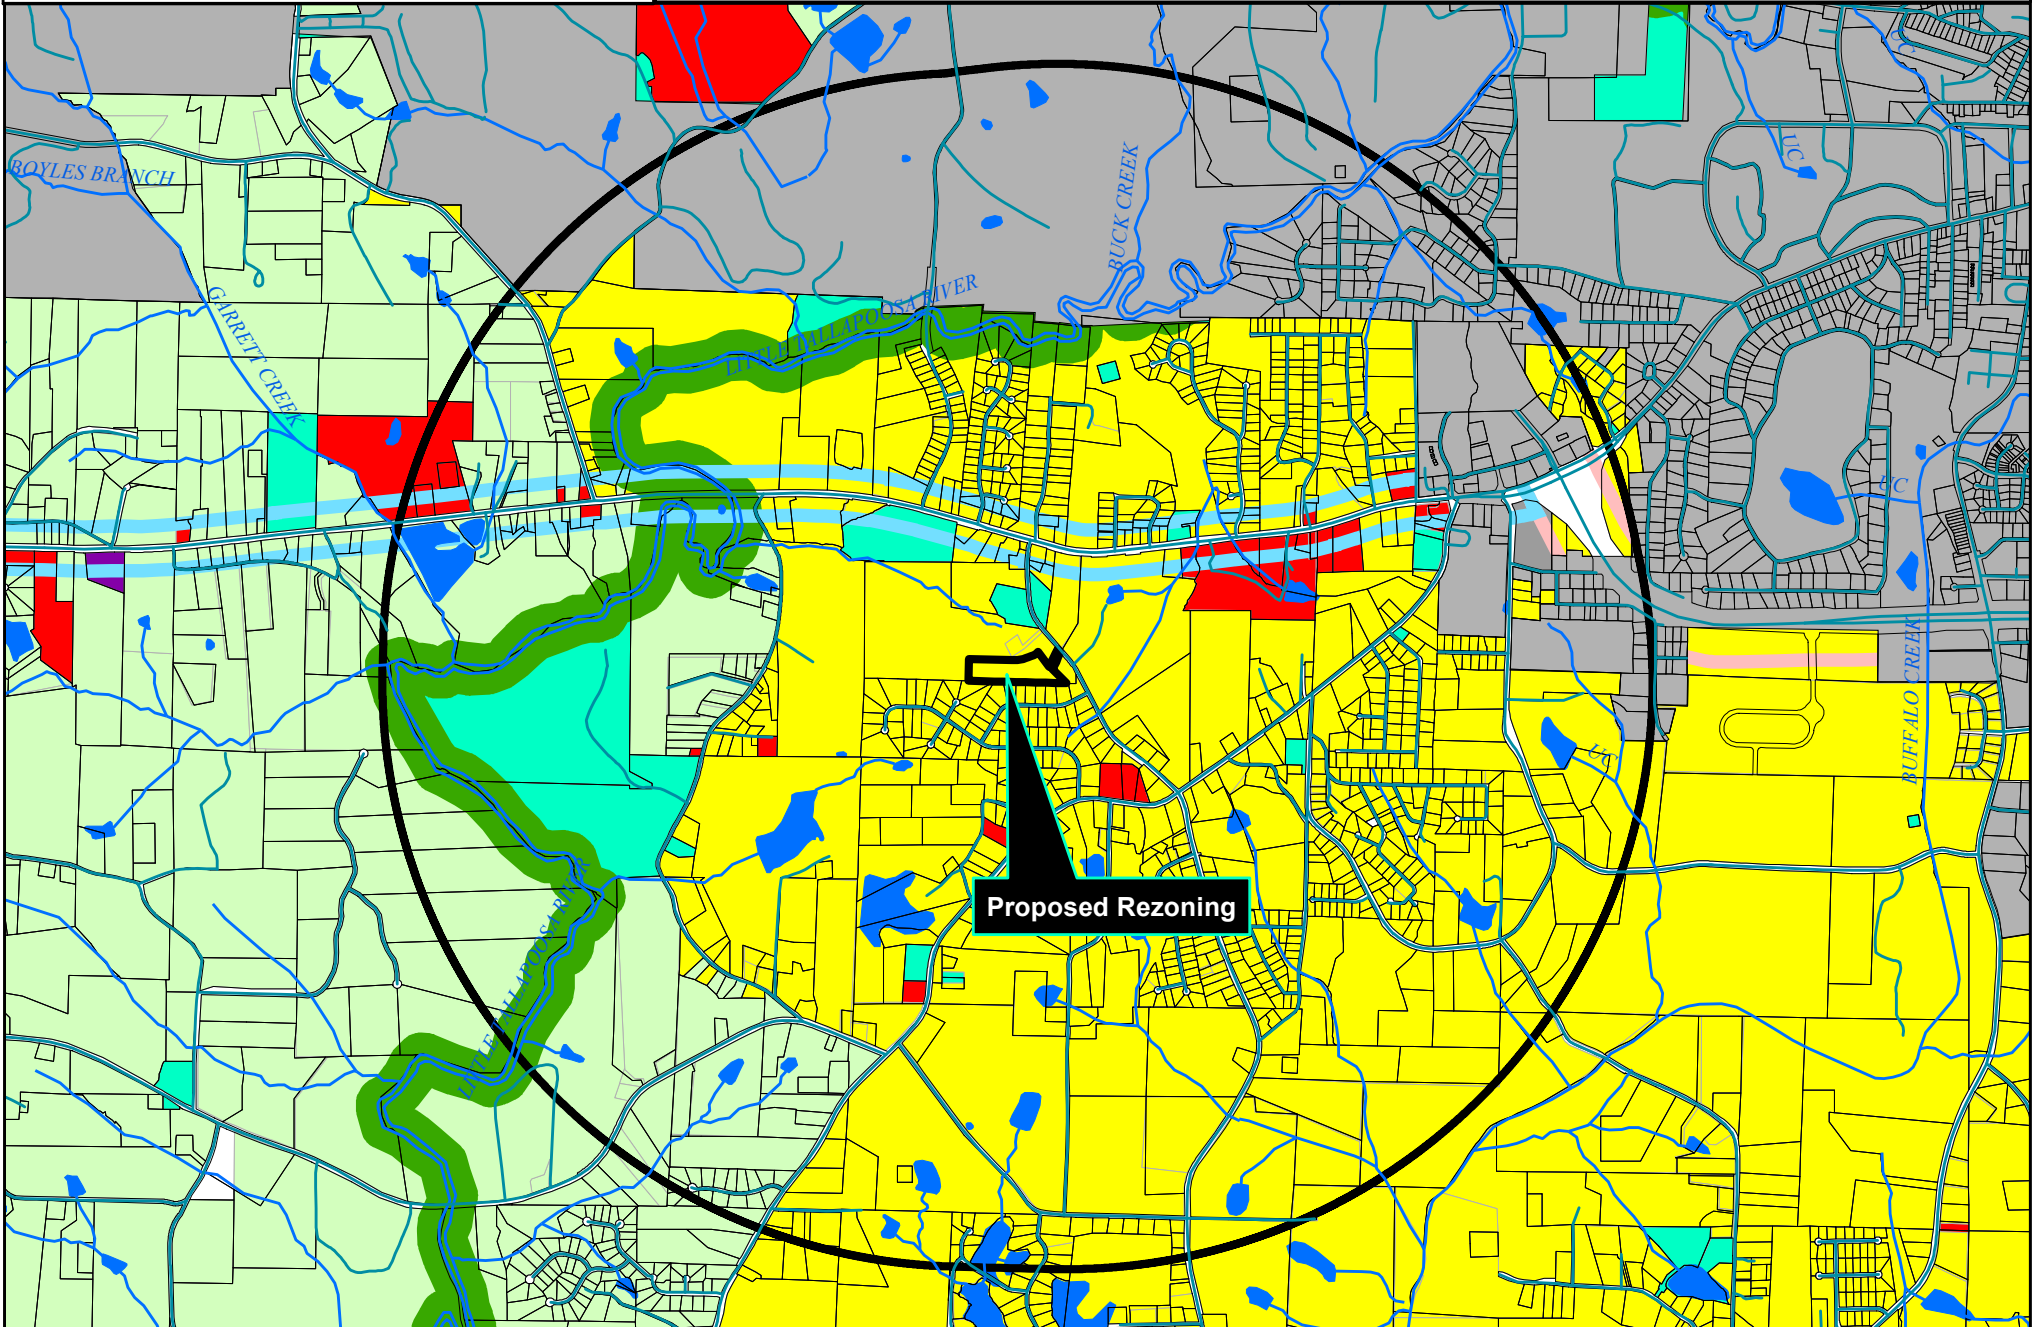 UC
BOYLES BRANCH
UC
BUCK CREEK
GARRETT CREEK
LITTLE TALLAPOOSA RIVER
UC
BUFFALO CREEK
UC
Proposed Rezoning
LITTLE TALLAPOOSA RIVER